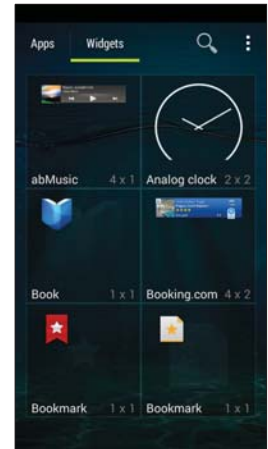 Apps Widgets
abMusic 4 x 1 Analog clock 2 x 2
Book 1 x 1 Booking.com 4 x 2
Bookmark 1 x 1 Bookmark 1 x 1